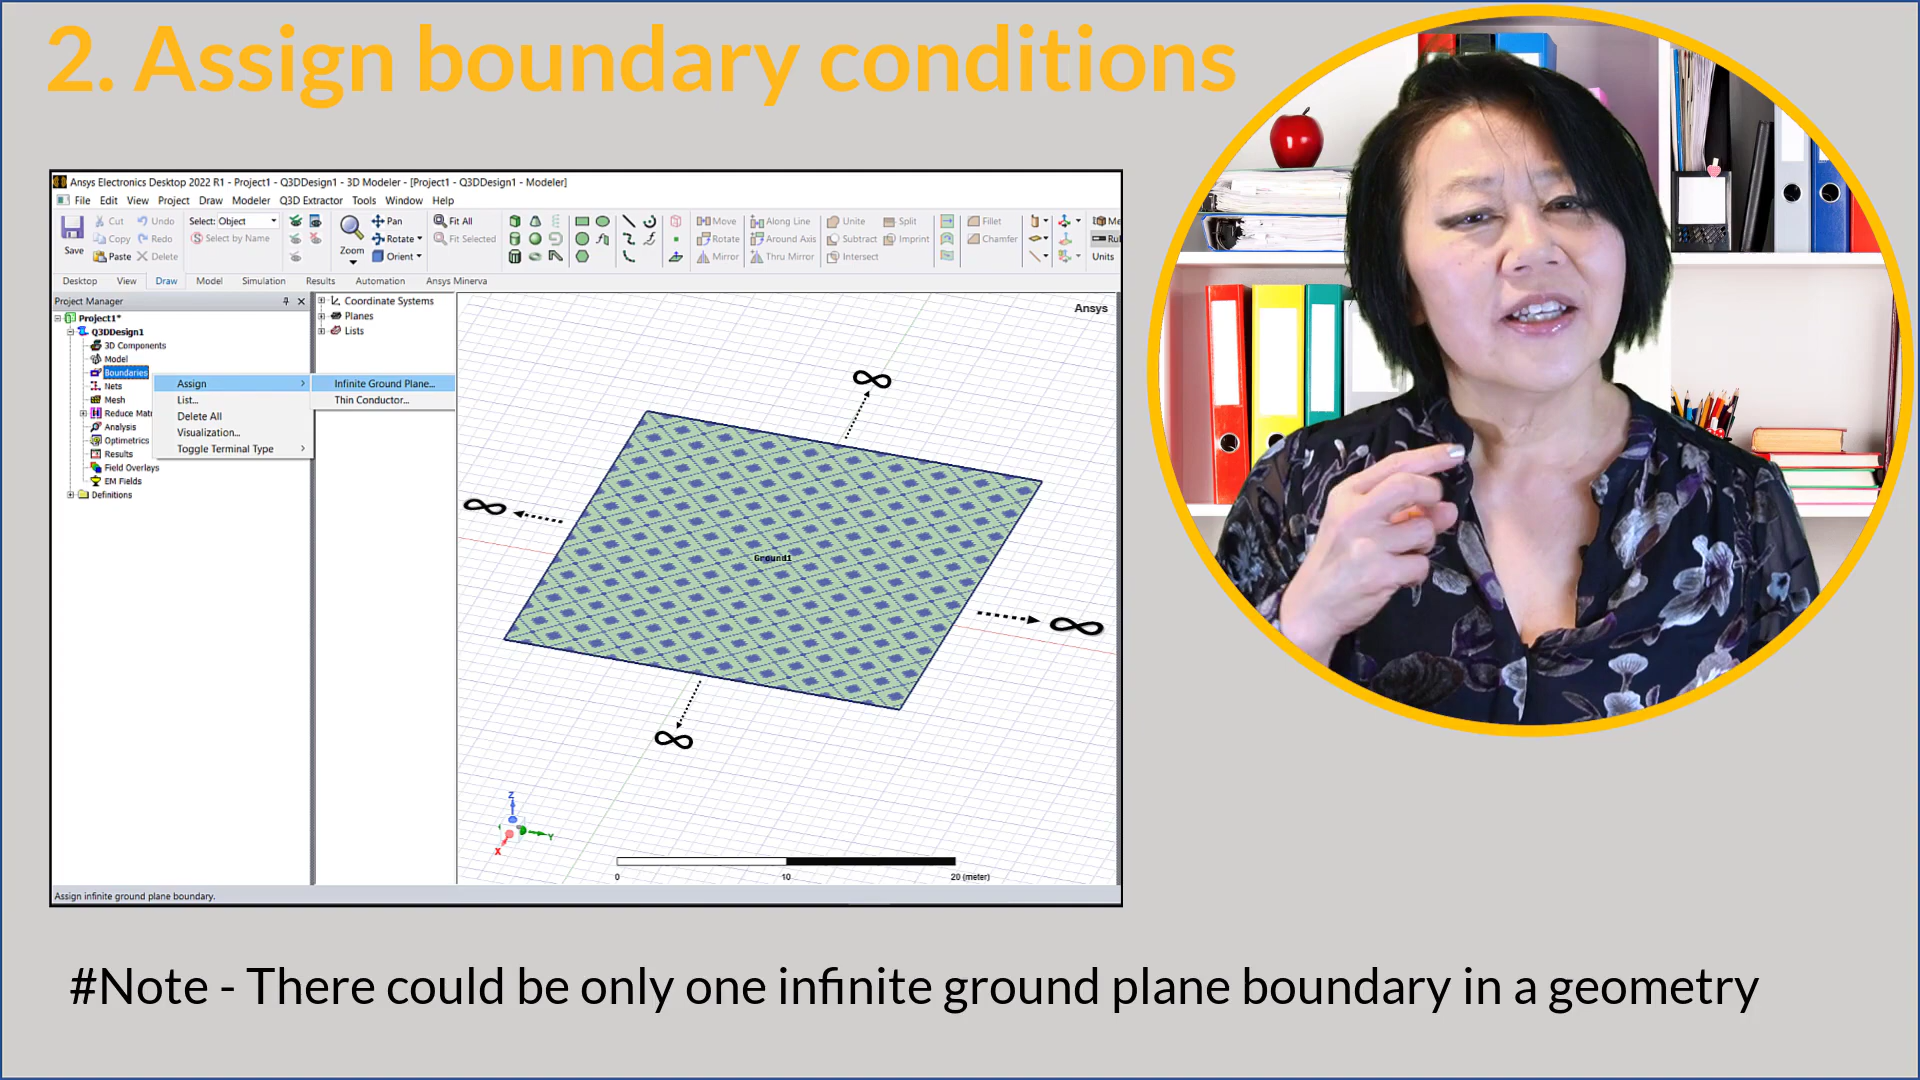 2. Assign boundary conditions
Ansys Electronics Desktop 2022 R1 - Project1 - Q3DDesign1 - 3D Modeler - [Project1 - Q3DDesign1 - Modeler]
File Edit View Project Draw Modeler Q3D Extractor Tools Window Help
Save
Cut
Copy
Paste
Undo
Redo
Delete
Select: Object
Select by Name
Zoom
Pan
Rotate
Orient
Fit All
Fit Selected
Move
Rotate
Mirror
Along Line
Around Axis
Thru Mirror
Unite
Subtract
Intersect
Split
Imprint
Fillet
Chamfer
Me
Rul
Units
Desktop View Draw Model Simulation Results Automation Ansys Minerva
Project Manager
Project1*
Q3DDesign1
3D Components
Model
Boundaries
Nets
Mesh
Reduce Matr
Analysis
Optimetrics
Results
Field Overlays
EM Fields
Definitions
Assign
List...
Delete All
Visualization...
Toggle Terminal Type
Infinite Ground Plane...
Thin Conductor...
Coordinate Systems
Planes
Lists
Ansys
∞
∞
Ground1
∞
∞
Z
Y
X
0 10 20 (meter)
Assign infinite ground plane boundary.
#Note - There could be only one infinite ground plane boundary in a geometry